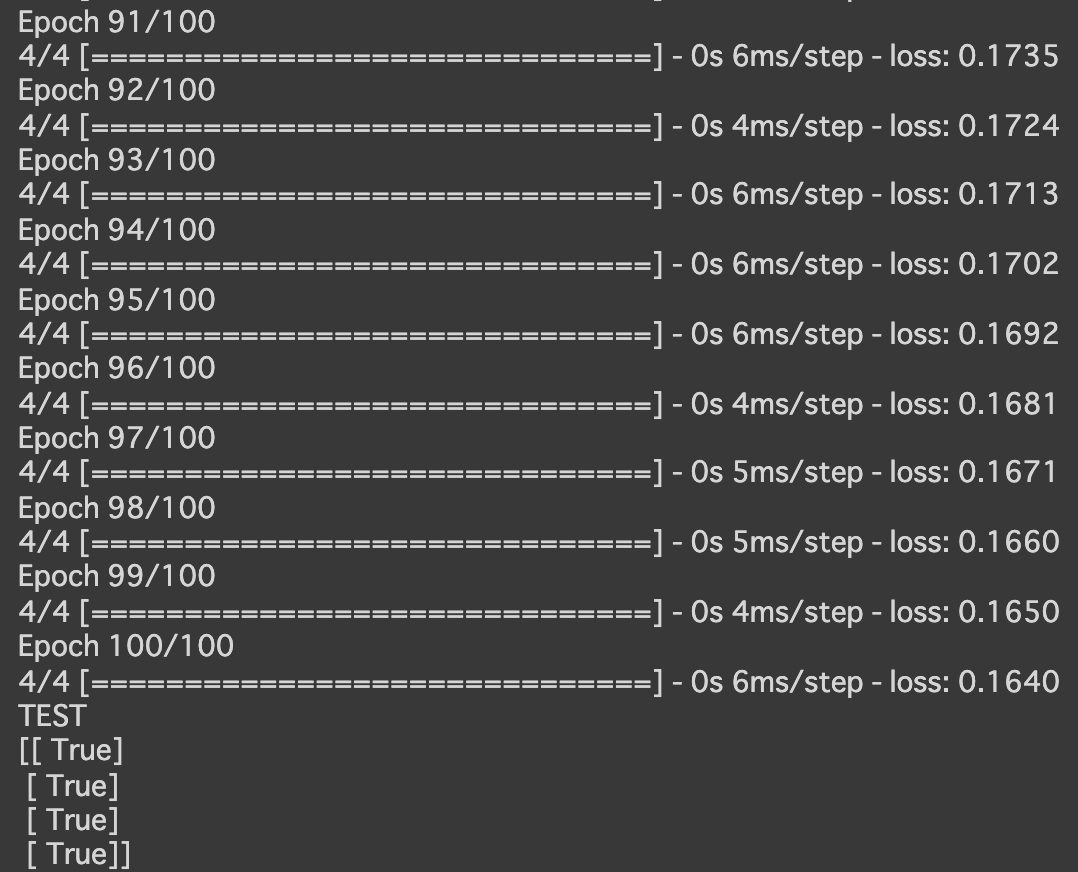 Epoch 91/100
4/4 [==============================] - 0s 6ms/step - loss: 0.1735
Epoch 92/100
4/4 [==============================] - 0s 4ms/step - loss: 0.1724
Epoch 93/100
4/4 [==============================] - 0s 6ms/step - loss: 0.1713
Epoch 94/100
4/4 [==============================] - 0s 6ms/step - loss: 0.1702
Epoch 95/100
4/4 [==============================] - 0s 6ms/step - loss: 0.1692
Epoch 96/100
4/4 [==============================] - 0s 4ms/step - loss: 0.1681
Epoch 97/100
4/4 [==============================] - 0s 5ms/step - loss: 0.1671
Epoch 98/100
4/4 [==============================] - 0s 5ms/step - loss: 0.1660
Epoch 99/100
4/4 [==============================] - 0s 4ms/step - loss: 0.1650
Epoch 100/100
4/4 [==============================] - 0s 6ms/step - loss: 0.1640
TEST
[[ True]
 [ True]
 [ True]
 [ True]]